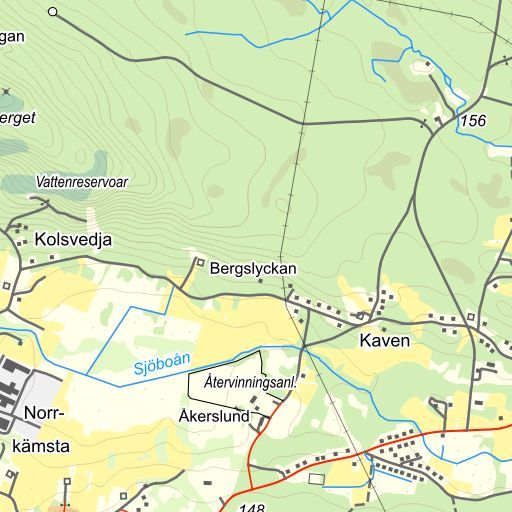 gan
erget
156
Vattenreservoar
Kolsvedja
Bergslyckan
Kaven
Sjöboån
Återvinningsanl.
Åkerslund
Norr-
kämsta
148